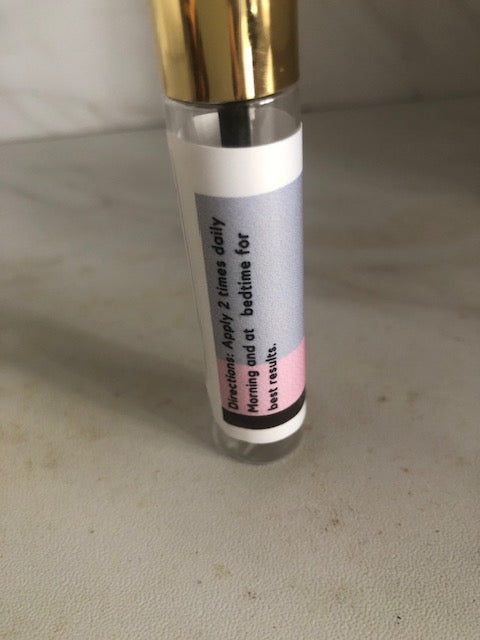 Directions: Apply 2 times daily
Morning and at bedtime for
best results.